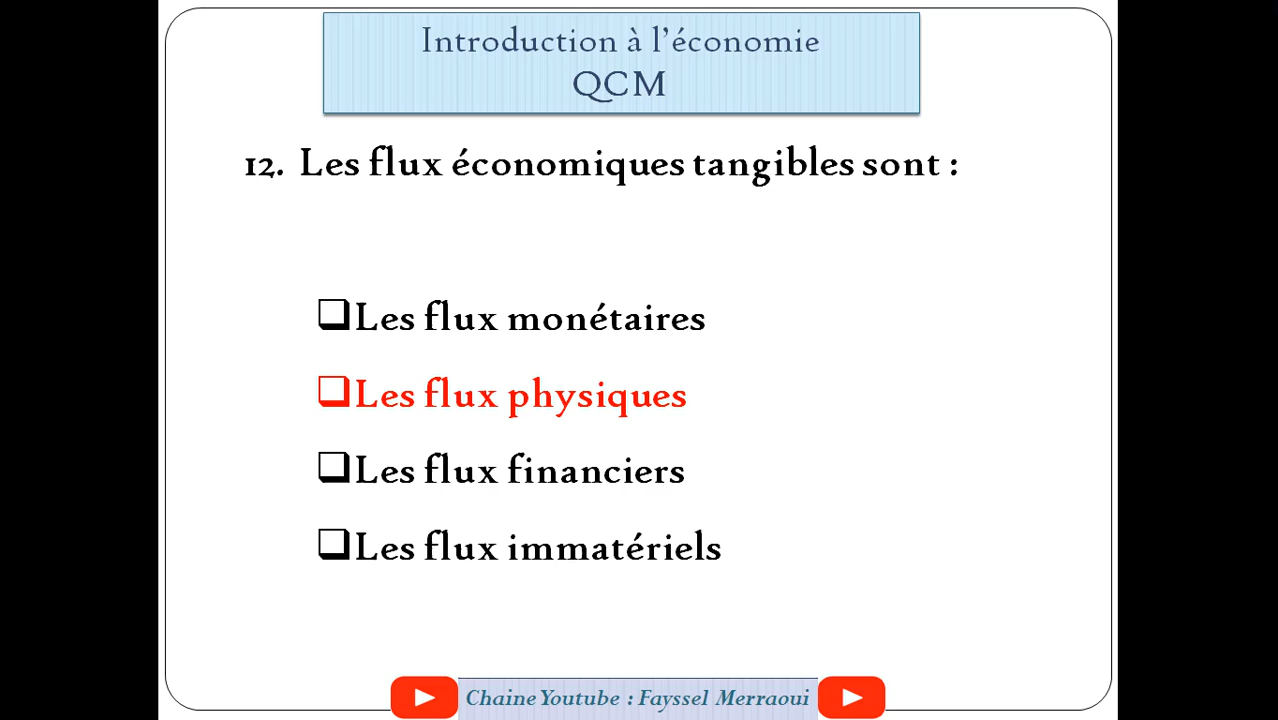 Introduction à l'économie
QCM
12. Les flux économiques tangibles sont :
❑Les flux monétaires
❑Les flux physiques
❑Les flux financiers
❑Les flux immatériels
Chaine Youtube : Fayssel Merraoui